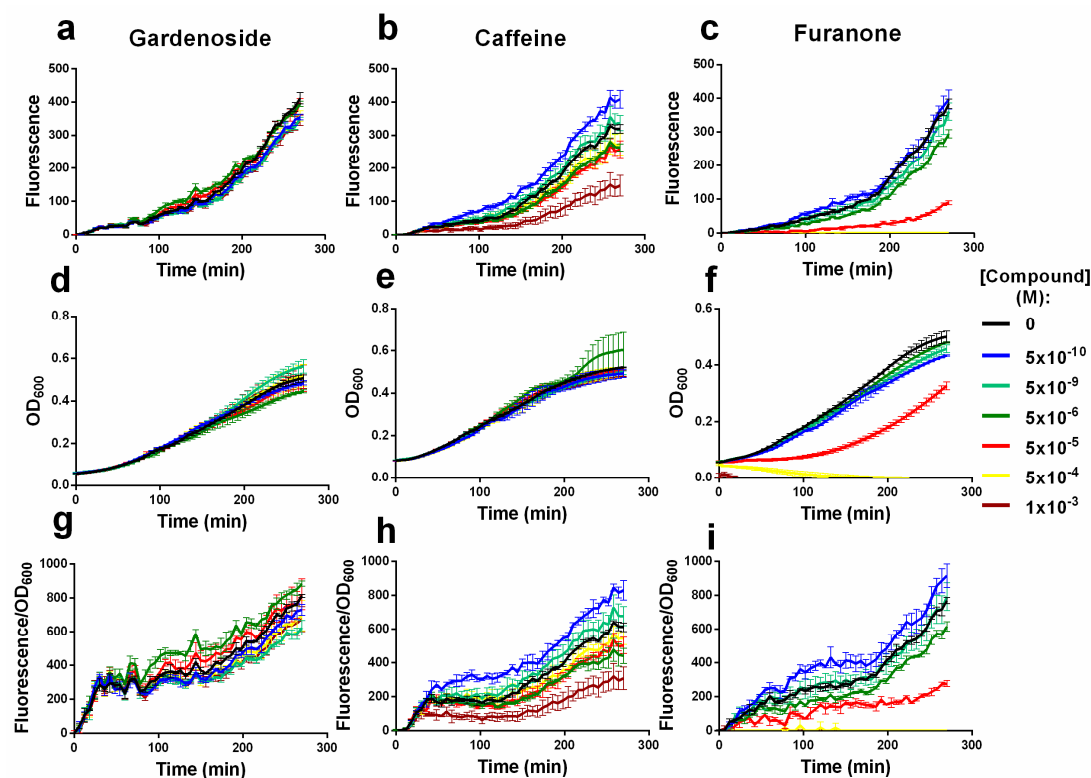 a
Gardenoside
b
Caffeine
c
Furanone
Fluorescence
500
400
300
200
100
0
0
100
200
300
Time (min)
Fluorescence
500
400
300
200
100
0
0
100
200
300
Time (min)
Fluorescence
500
400
300
200
100
0
0
100
200
300
Time (min)
d
OD600
0.8
0.6
0.4
0.2
0.0
0
100
200
300
Time (min)
e
OD600
0.8
0.6
0.4
0.2
0.0
0
100
200
300
Time (min)
f
OD600
0.6
0.4
0.2
0.0
0
100
200
300
Time (min)
[Compound]
(M):
0
5x10-10
5x10-9
5x10-6
5x10-5
5x10-4
1x10-3
g
Fluorescence/OD600
1000
800
600
400
200
0
0
100
200
300
Time (min)
h
Fluorescence/OD600
1000
800
600
400
200
0
0
100
200
300
Time (min)
i
Fluorescence/OD600
1000
800
600
400
200
0
0
100
200
300
Time (min)